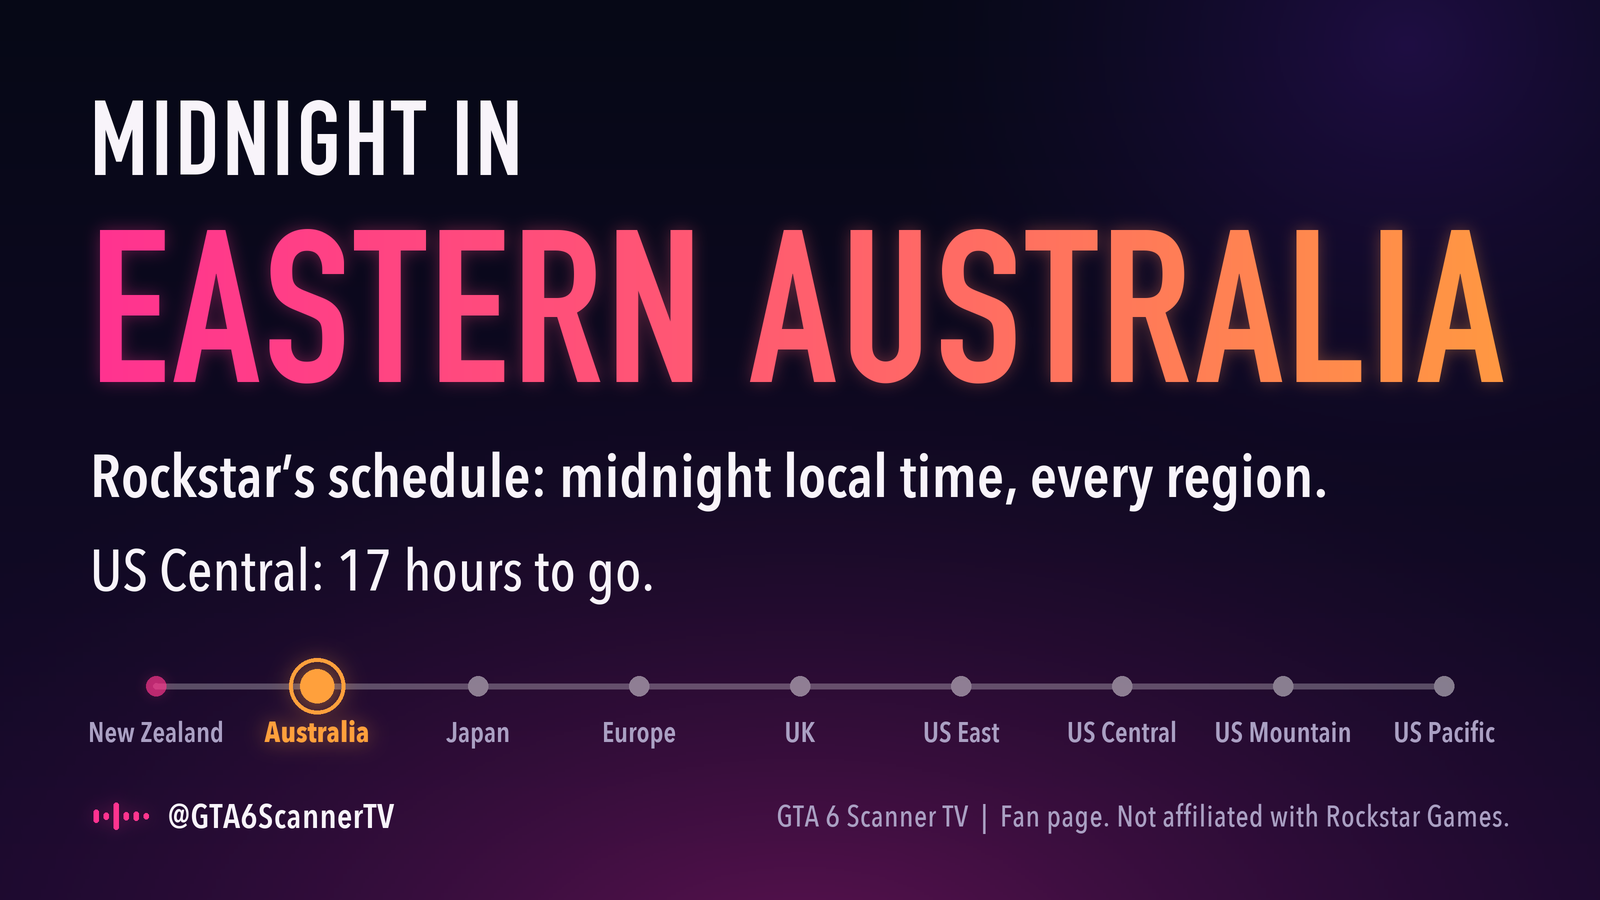 MIDNIGHT IN
EASTERN AUSTRALIA
Rockstar’s schedule: midnight local time, every region.
US Central: 17 hours to go.
New Zealand Australia Japan Europe UK US East US Central US Mountain US Pacific
@GTA6ScannerTV GTA 6 Scanner TV | Fan page. Not affiliated with Rockstar Games.